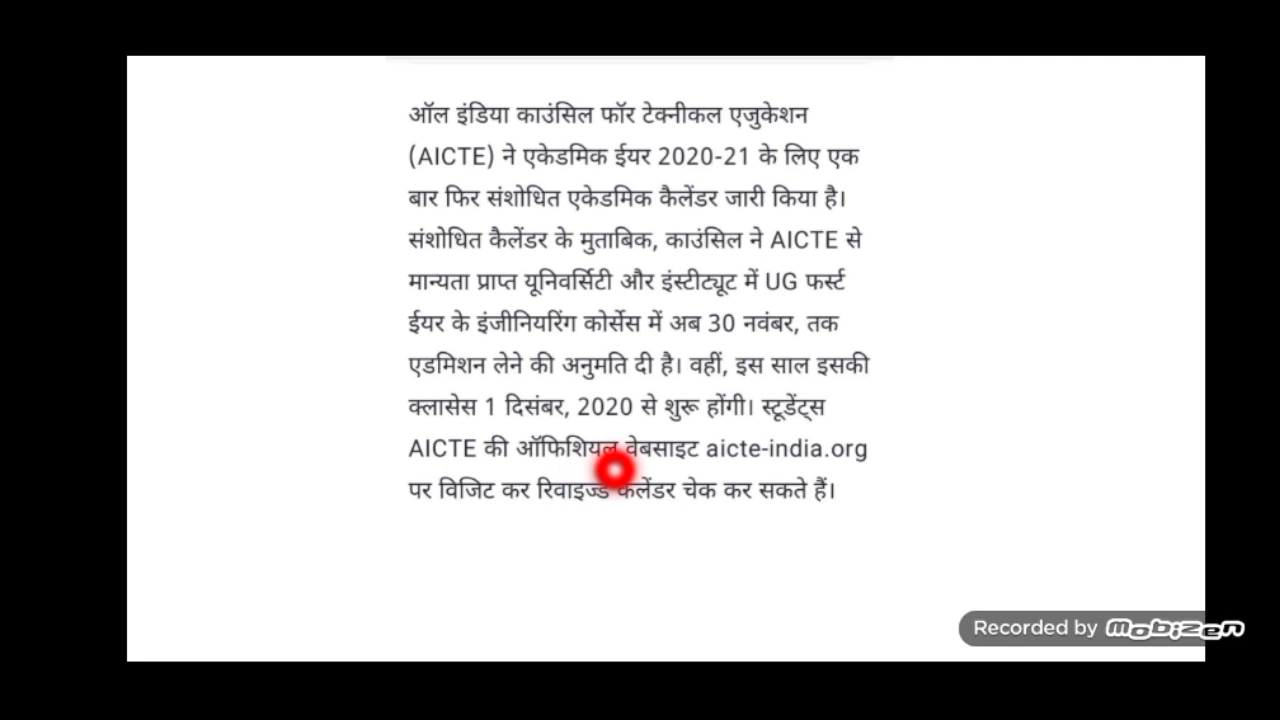 ऑल इंडिया काउंसिल फॉर टेक्नीकल एजुकेशन
(AICTE) ने एकेडमिक ईयर 2020-21 के लिए एक
बार फिर संशोधित एकेडमिक कैलेंडर जारी किया है।
संशोधित कैलेंडर के मुताबिक, काउंसिल ने AICTE से
मान्यता प्राप्त यूनिवर्सिटी और इंस्टीट्यूट में UG फर्स्ट
ईयर के इंजीनियरिंग कोर्सेस में अब 30 नवंबर, तक
एडमिशन लेने की अनुमति दी है। वहीं, इस साल इसकी
क्लासेस 1 दिसंबर, 2020 से शुरू होंगी। स्टूडेंट्स
AICTE की ऑफिशियल वेबसाइट aicte-india.org
पर विजिट कर रिवाइज्ड कैलेंडर चेक कर सकते हैं।
Recorded by Mobizen